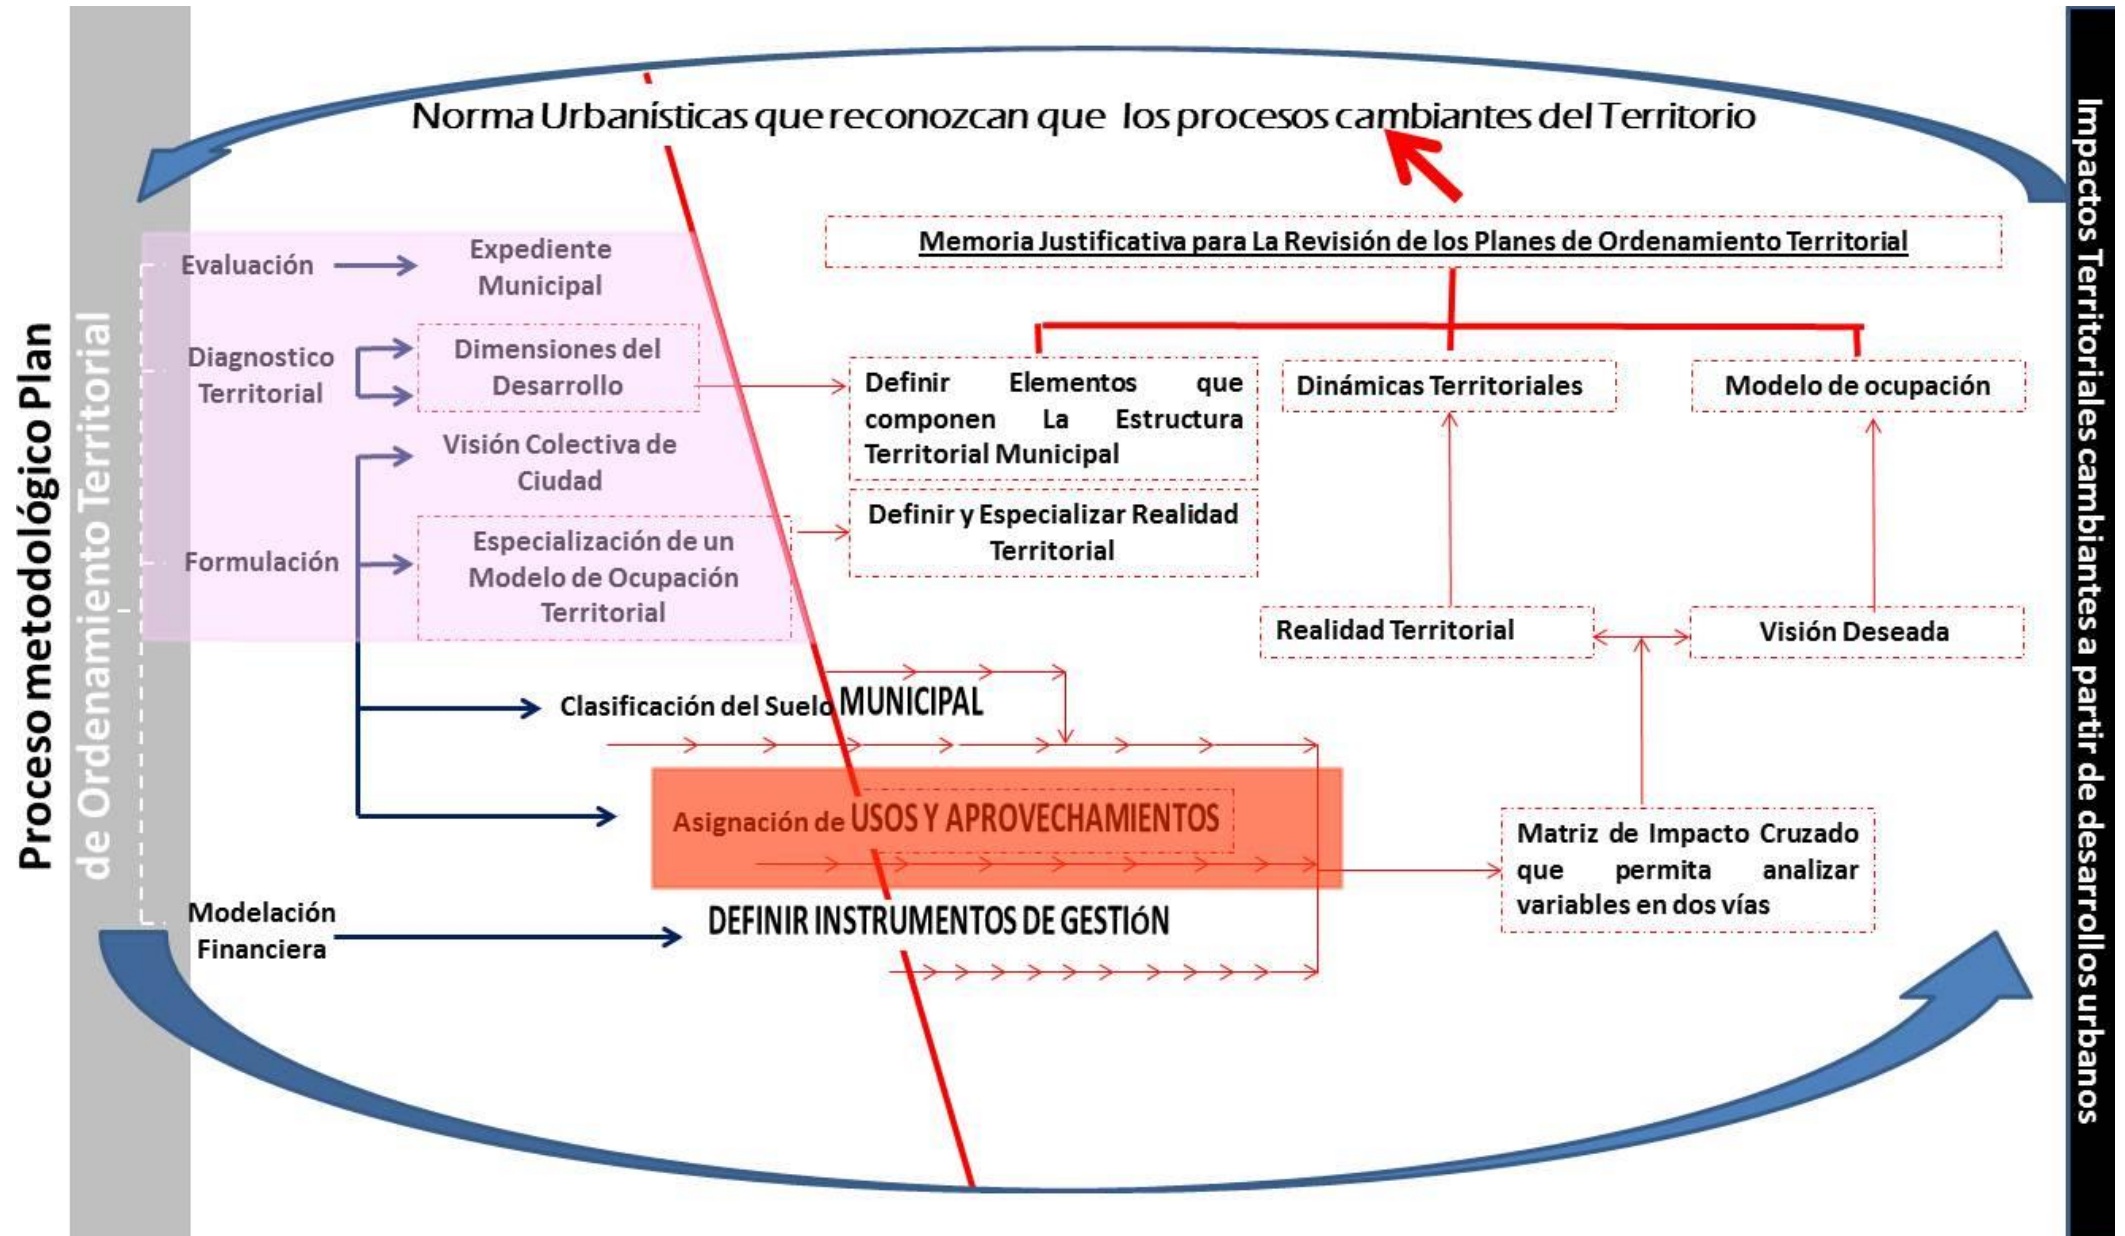 Proceso metodológico Plan
de Ordenamiento Territorial
Norma Urbanísticas que reconozcan que los procesos cambiantes del Territorio
Evaluación
Expediente
Municipal
Diagnostico
Territorial
Dimensiones del
Desarrollo
Visión Colectiva de
Ciudad
Formulación
Especialización de un
Modelo de Ocupación
Territorial
Clasificación del Suelo MUNICIPAL
Asignación de USOS Y APROVECHAMIENTOS
Modelación
Financiera
DEFINIR INSTRUMENTOS DE GESTIóN
Memoria Justificativa para La Revisión de los Planes de Ordenamiento Territorial
Definir Elementos que
componen La Estructura
Territorial Municipal
Definir y Especializar Realidad
Territorial
Dinámicas Territoriales
Modelo de ocupación
Realidad Territorial
Visión Deseada
Matriz de Impacto Cruzado
que permita analizar
variables en dos vías
Impactos Territoriales cambiantes a partir de desarrollos urbanos